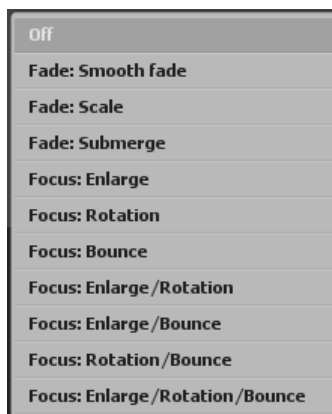 Off
Fade: Smooth fade
Fade: Scale
Fade: Submerge
Focus: Enlarge
Focus: Rotation
Focus: Bounce
Focus: Enlarge/Rotation
Focus: Enlarge/Bounce
Focus: Rotation/Bounce
Focus: Enlarge/Rotation/Bounce